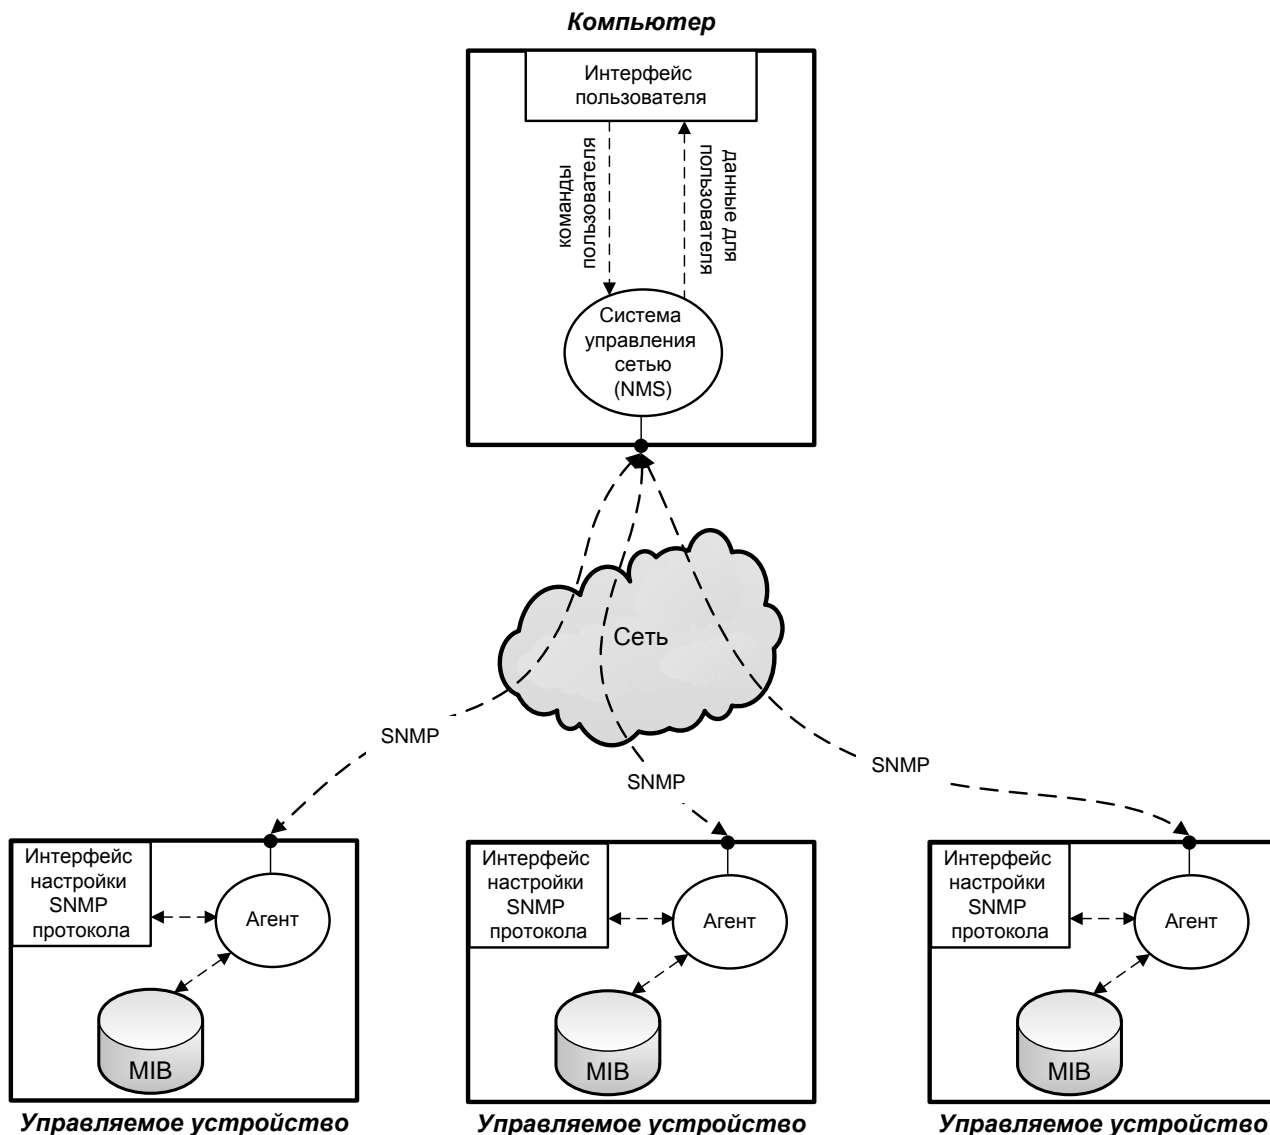 Компьютер
Интерфейс
пользователя
команды
пользователя
данные для
пользователя
Система
управления
сетью
(NMS)
Сеть
SNMP
SNMP
SNMP
Интерфейс
настройки
SNMP
протокола
Агент
MIB
Управляемое устройство
Интерфейс
настройки
SNMP
протокола
Агент
MIB
Управляемое устройство
Интерфейс
настройки
SNMP
протокола
Агент
MIB
Управляемое устройство